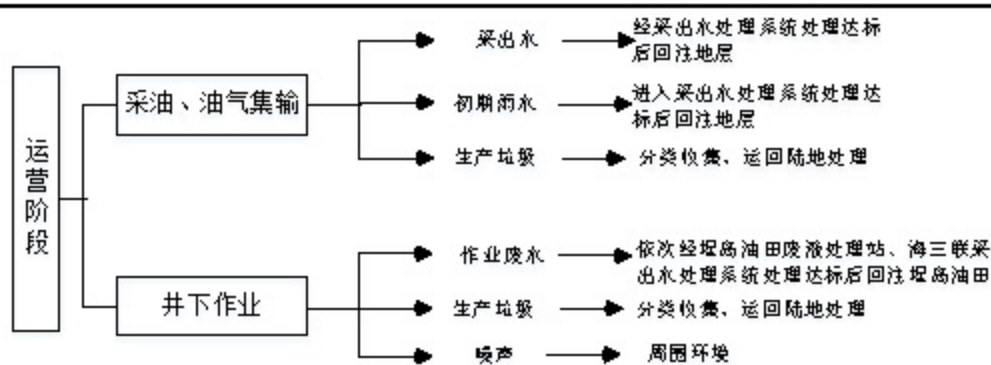 运营阶段
采油、油气集输
采出水
经采出水处理系统处理达标
后回注地层
初期雨水
进入采出水处理系统处理达
标后回注地层
生产垃圾
分类收集、运回陆地处理
井下作业
作业废水
依次经埕岛油田废液处理站、海三联采
出水处理系统处理达标后回注埕岛油田
生产垃圾
分类收集、运回陆地处理
噪声
周围环境